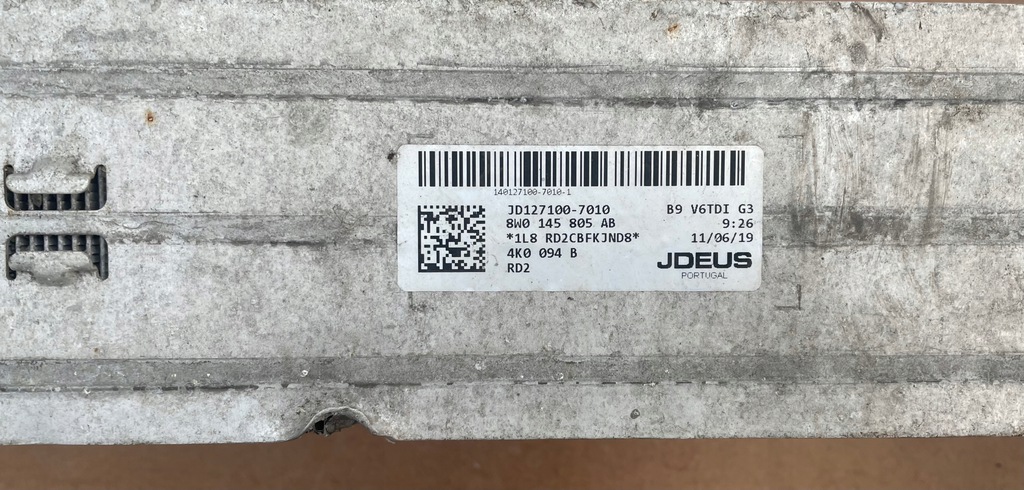 140127100-7010-1
JD127100-7010
8W0 145 805 AB
*1L8 RD2CBFKJND8*
4K0 094 B
RD2
B9 V6TDI G3
9:26
11/06/19
JDEUS
PORTUGAL